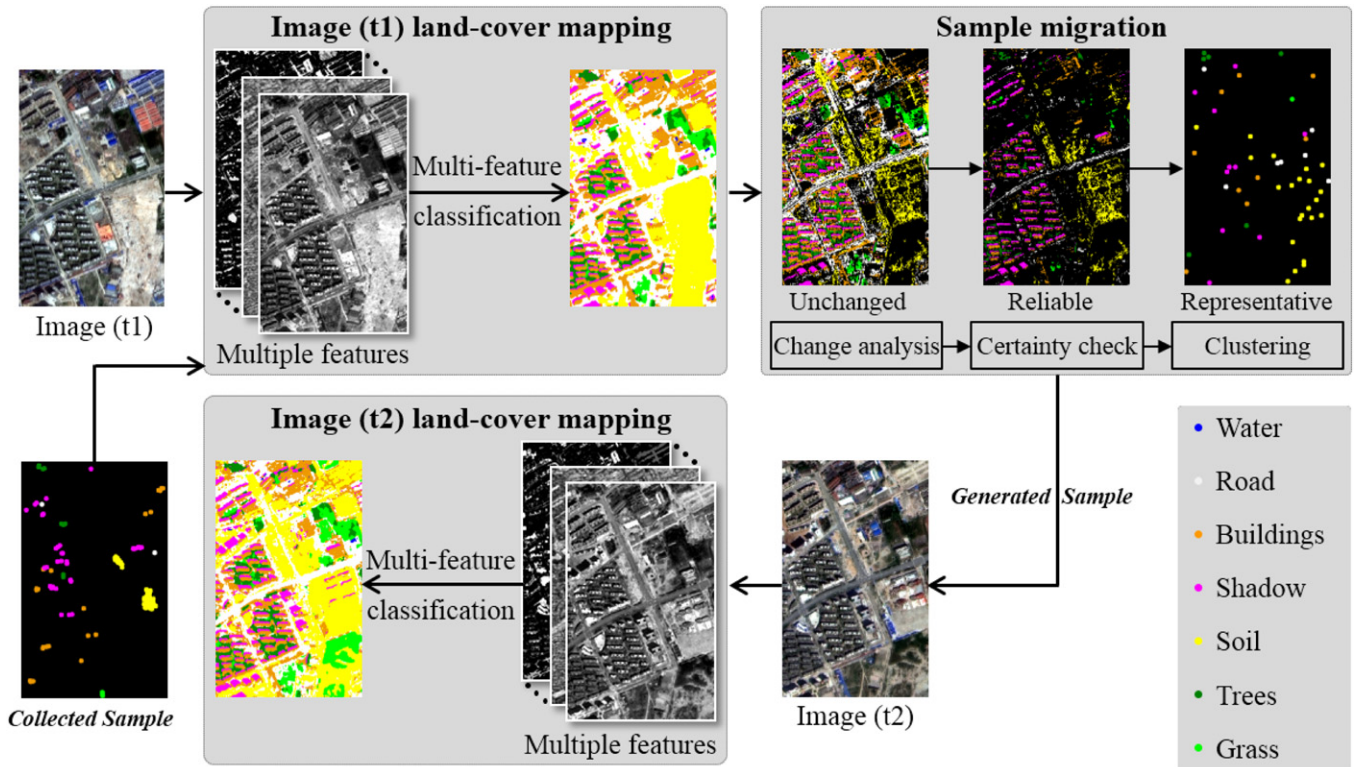 Image (t1) land-cover mapping
Sample migration
Multi-feature
classification
Image (t1)
Multiple features
Unchanged
Reliable
Representative
Change analysis
Certainty check
Clustering
Image (t2) land-cover mapping
Multi-feature
classification
Multiple features
Generated Sample
Image (t2)
Collected Sample
Water
Road
Buildings
Shadow
Soil
Trees
Grass